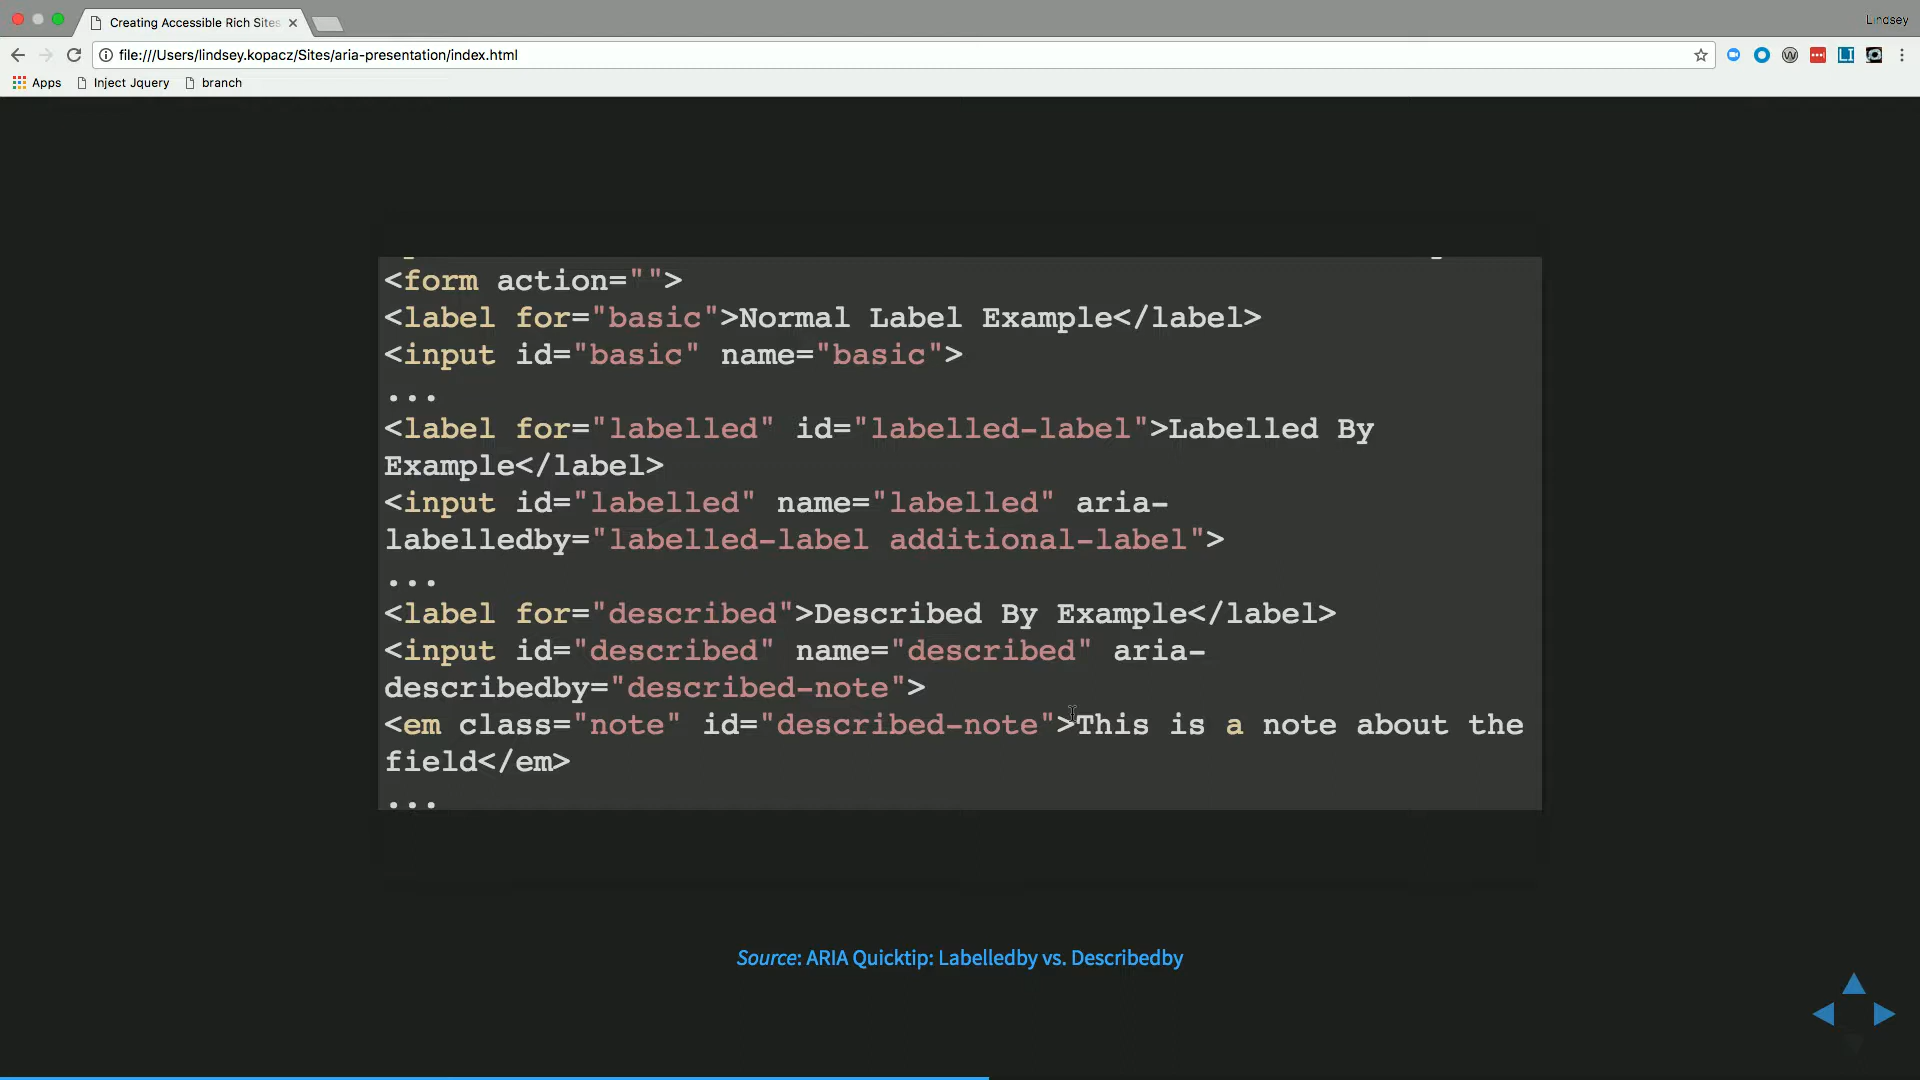 Creating Accessible Rich Sites
Lindsey
file:///Users/lindsey.kopacz/Sites/aria-presentation/index.html
Apps
Inject Jquery
branch
<form action="">
<label for="basic">Normal Label Example</label>
<input id="basic" name="basic">
...
<label for="labelled" id="labelled-label">Labelled By
Example</label>
<input id="labelled" name="labelled" aria-
labelledby="labelled-label additional-label">
...
<label for="described">Described By Example</label>
<input id="described" name="described" aria-
describedby="described-note">
<em class="note" id="described-note">This is a note about the
field</em>
...
Source: ARIA Quicktip: Labelledby vs. Describedby